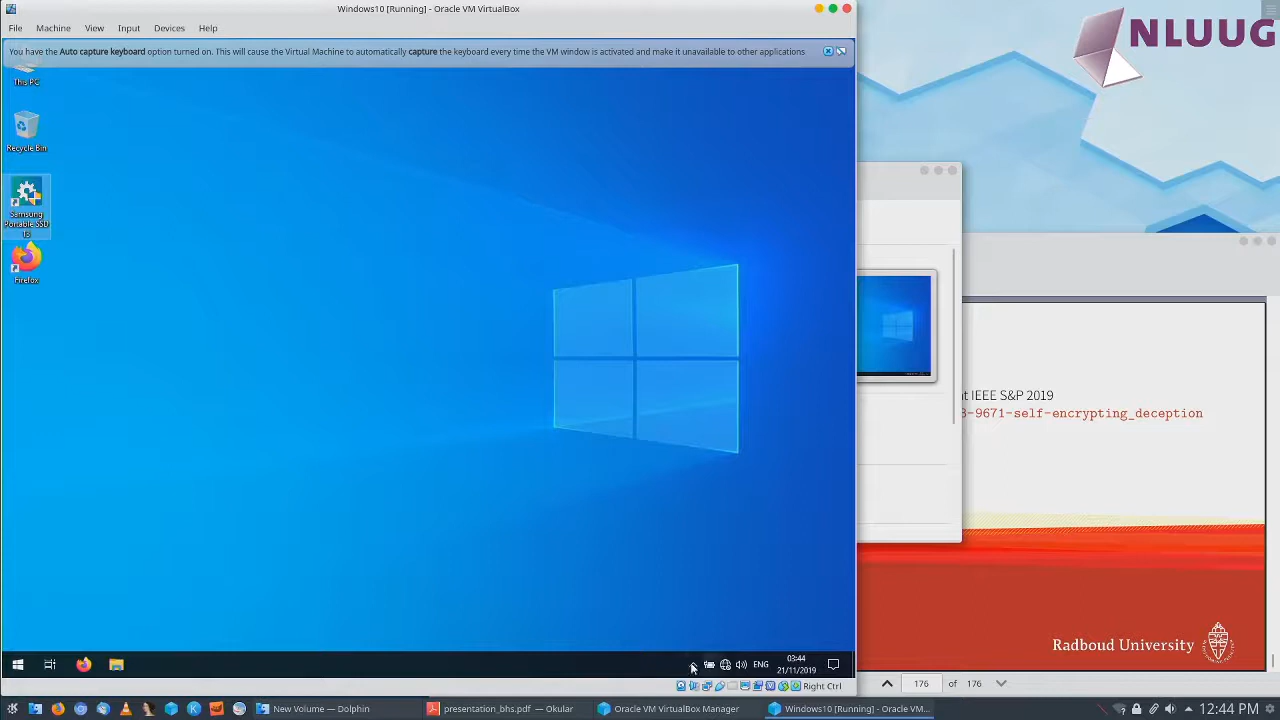 Windows10 [Running] - Oracle VM VirtualBox
File Machine View Input Devices Help
You have the Auto capture keyboard option turned on. This will cause the Virtual Machine to automatically capture the keyboard every time the VM window is activated and make it unavailable to other applications.
NLUUG
This PC
Recycle Bin
Samsung
Portable SSD
Firefox
at IEEE S&P 2019
-9671-self-encrypting_deception
Radboud University
ENG
03:44
21/11/2019
Right Ctrl
176 of 176
New Volume — Dolphin
presentation_bhs.pdf — Okular
Oracle VM VirtualBox Manager
Windows10 [Running] - Oracle VM...
12:44 PM